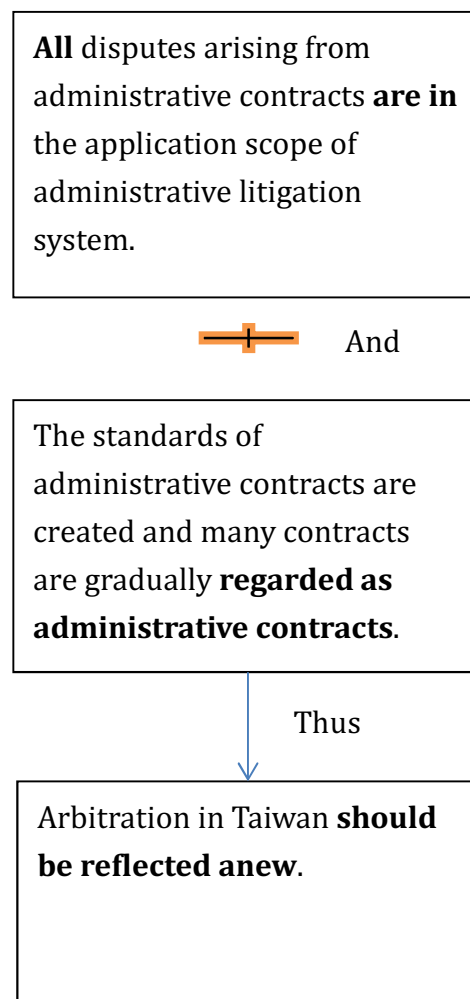 All disputes arising from
administrative contracts are in
the application scope of
administrative litigation
system.
And
The standards of
administrative contracts are
created and many contracts
are gradually regarded as
administrative contracts.
Thus
Arbitration in Taiwan should
be reflected anew.